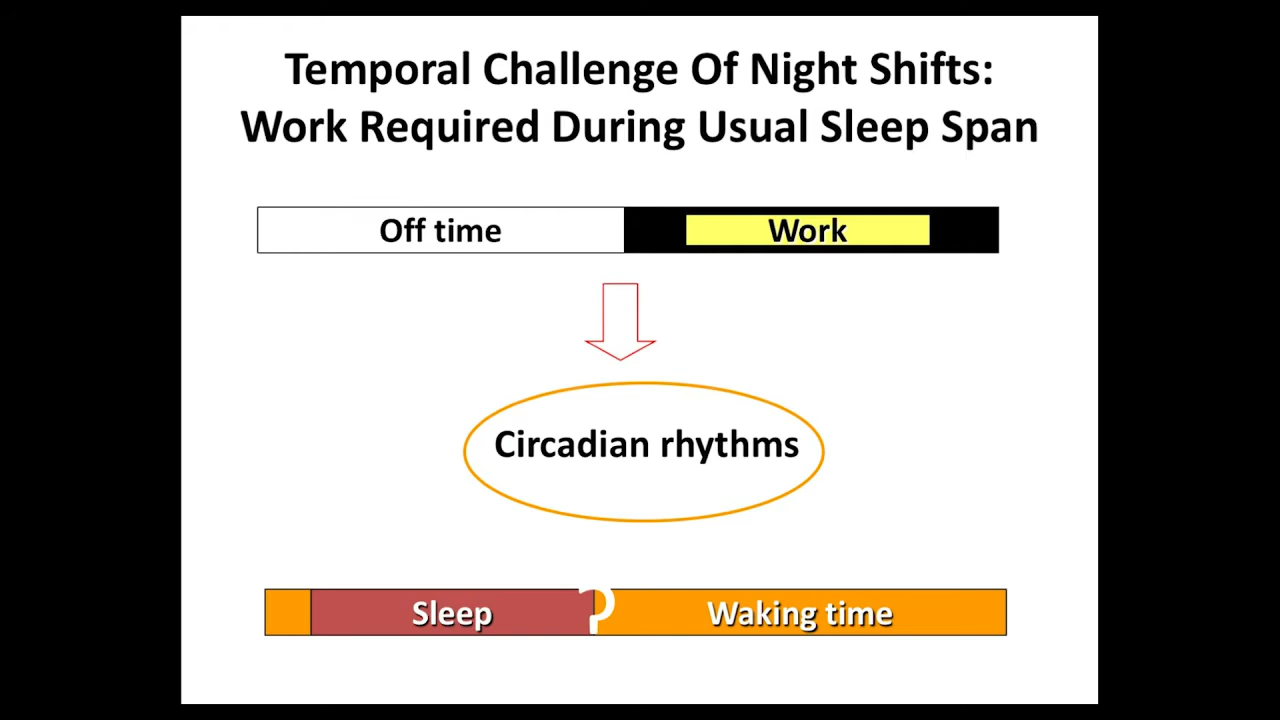 Temporal Challenge Of Night Shifts:
Work Required During Usual Sleep Span
Off time
Work
Circadian rhythms
Sleep
?
Waking time